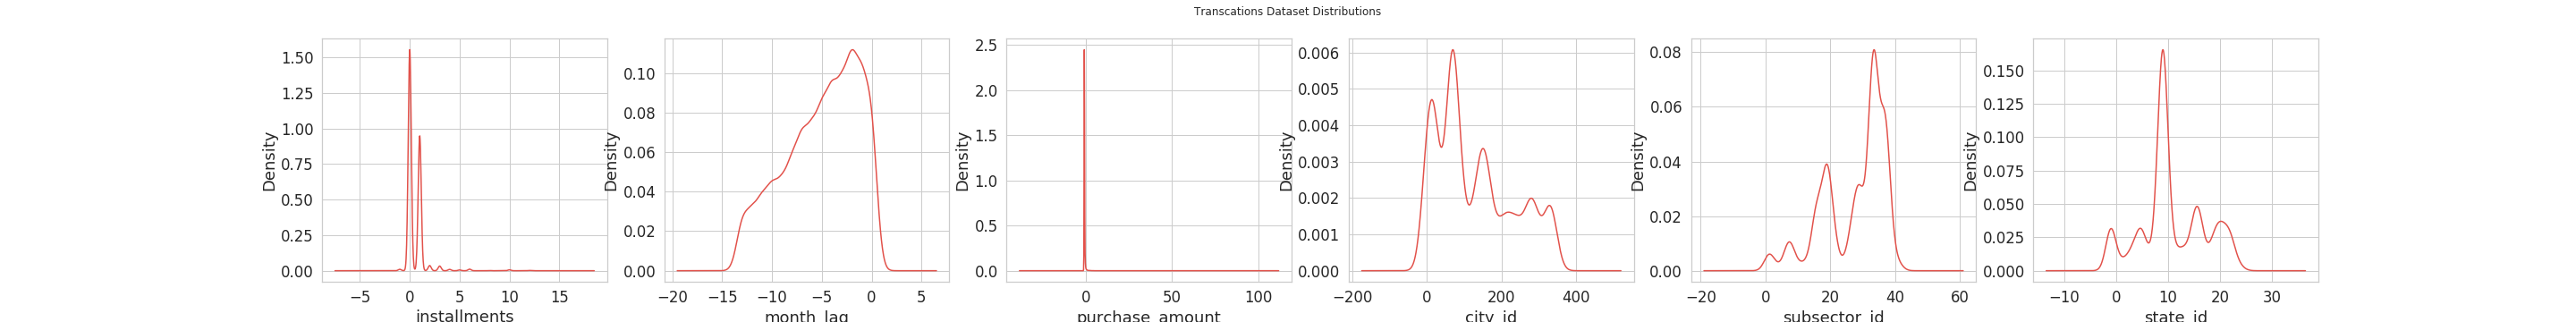 Transcations Dataset Distributions
1.50
1.25
1.00
0.75
0.50
0.25
0.00
Density
−5 0 5 10 15
installments
0.10
0.08
0.06
0.04
0.02
0.00
Density
−20 −15 −10 −5 0 5
month_lag
2.5
2.0
1.5
1.0
0.5
0.0
Density
0 50 100
purchase_amount
0.006
0.005
0.004
0.003
0.002
0.001
0.000
Density
−200 0 200 400
city_id
0.08
0.06
0.04
0.02
0.00
Density
−20 0 20 40 60
subsector_id
0.150
0.125
0.100
0.075
0.050
0.025
0.000
Density
−10 0 10 20 30
state_id